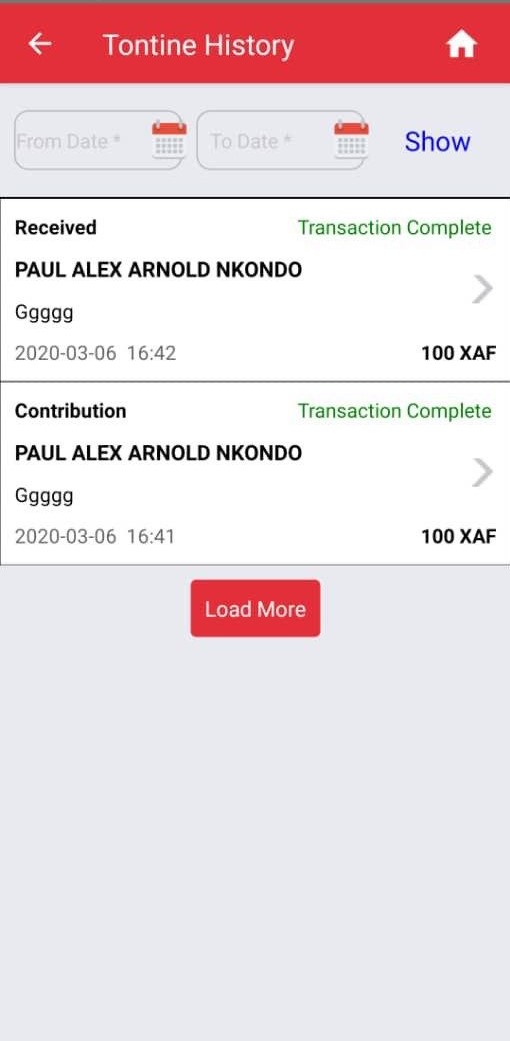 Tontine History
From Date * To Date * Show
Received Transaction Complete
PAUL ALEX ARNOLD NKONDO
Ggggg
2020-03-06 16:42 100 XAF
Contribution Transaction Complete
PAUL ALEX ARNOLD NKONDO
Ggggg
2020-03-06 16:41 100 XAF
Load More